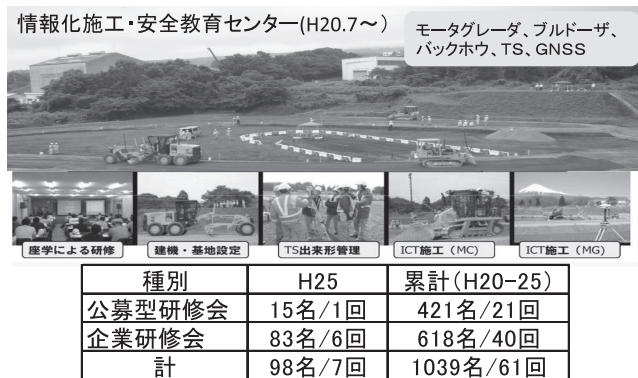 情報化施工・安全教育センター(H20.7～)
モータグレーダ、ブルドーザ、
バックホウ、TS、GNSS
座学による研修
建機・基地設定
TS出来形管理
ICT施工（MC）
ICT施工（MG）
種別 H25 累計(H20-25)
公募型研修会 15名/1回 421名/21回
企業研修会 83名/6回 618名/40回
計 98名/7回 1039名/61回